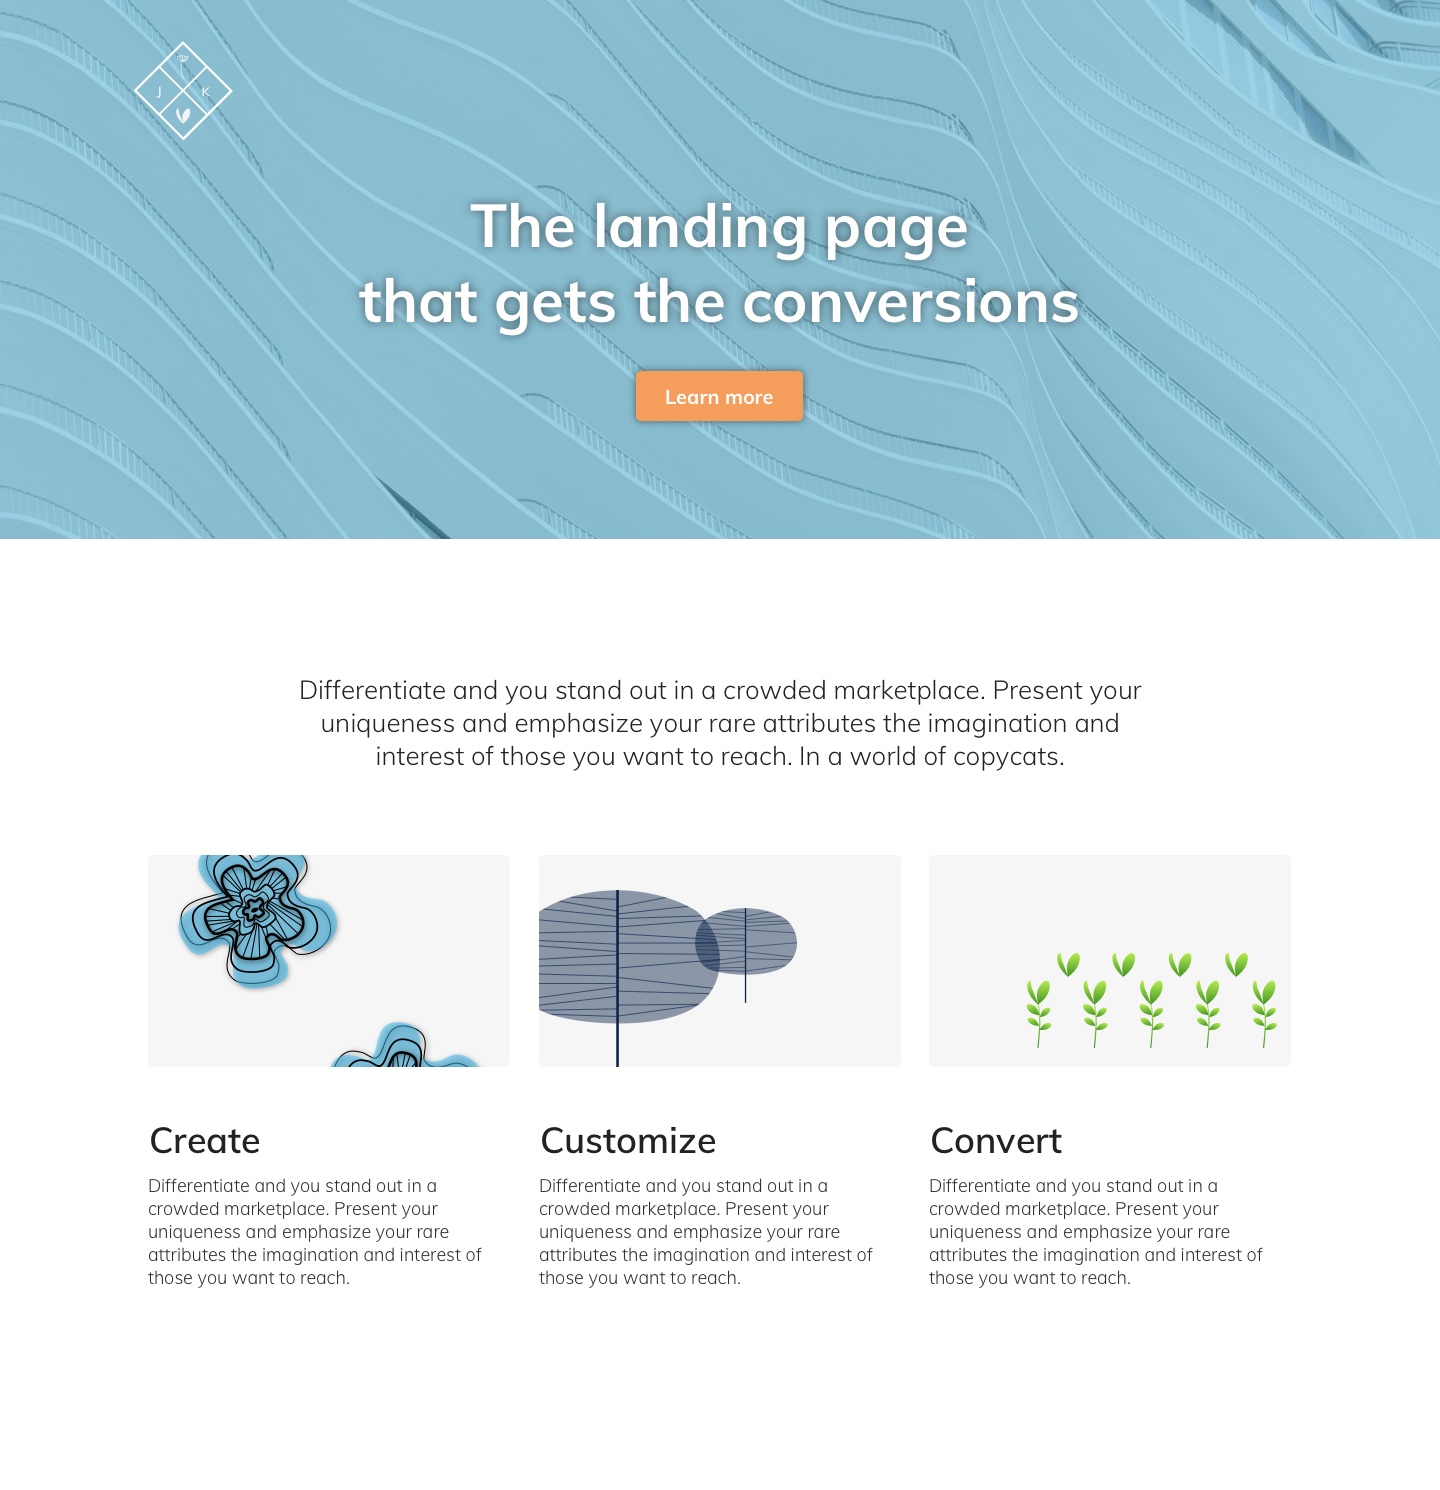 J K
The landing page
that gets the conversions
Learn more
Differentiate and you stand out in a crowded marketplace. Present your
uniqueness and emphasize your rare attributes the imagination and
interest of those you want to reach. In a world of copycats.
Create
Differentiate and you stand out in a
crowded marketplace. Present your
uniqueness and emphasize your rare
attributes the imagination and interest of
those you want to reach.
Customize
Differentiate and you stand out in a
crowded marketplace. Present your
uniqueness and emphasize your rare
attributes the imagination and interest of
those you want to reach.
Convert
Differentiate and you stand out in a
crowded marketplace. Present your
uniqueness and emphasize your rare
attributes the imagination and interest of
those you want to reach.